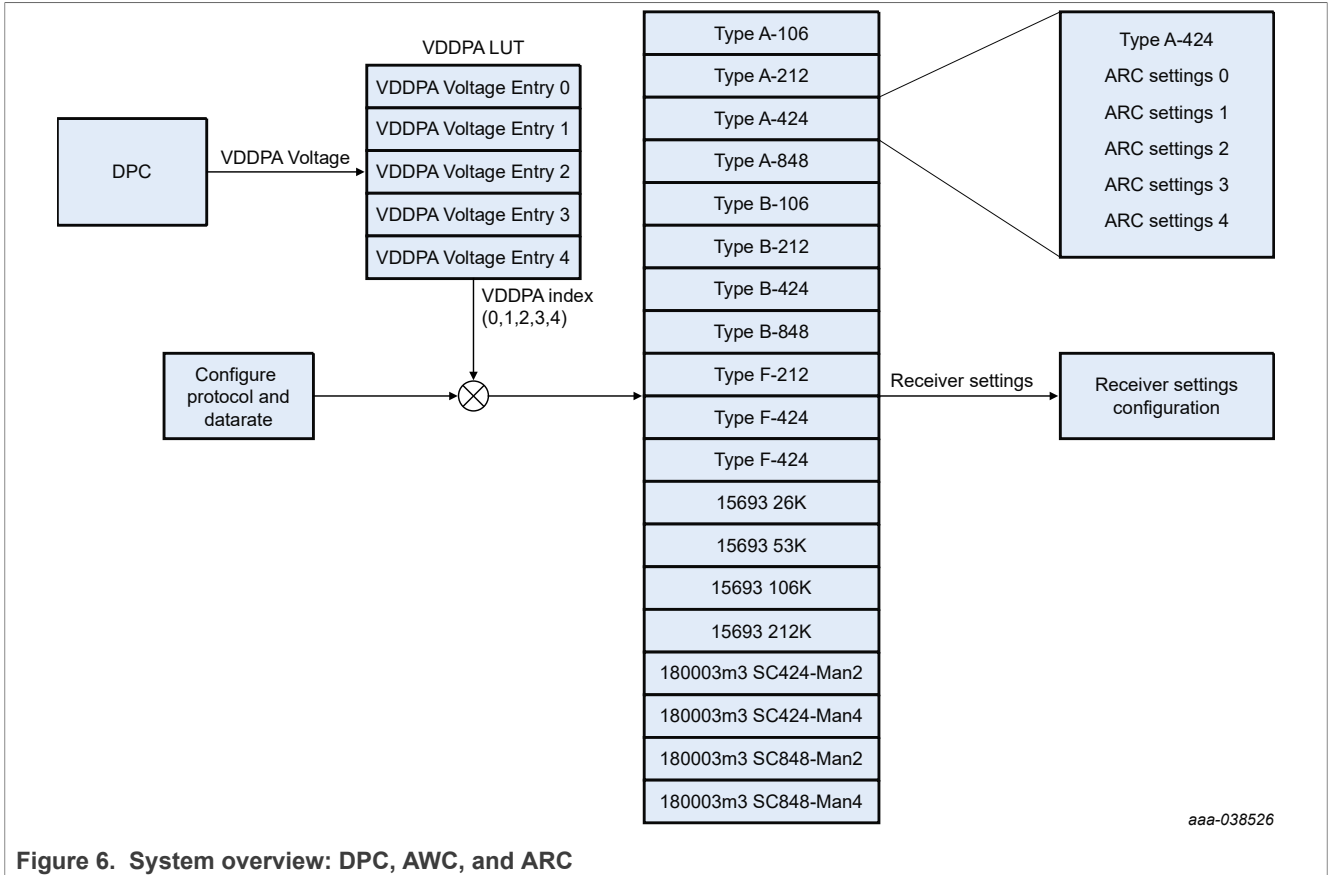 VDDPA LUT
VDDPA Voltage Entry 0
VDDPA Voltage Entry 1
VDDPA Voltage Entry 2
VDDPA Voltage Entry 3
VDDPA Voltage Entry 4
DPC
VDDPA Voltage
VDDPA index
(0,1,2,3,4)
Configure
protocol and
datarate
Type A-106
Type A-212
Type A-424
Type A-848
Type B-106
Type B-212
Type B-424
Type B-848
Type F-212
Type F-424
Type F-424
15693 26K
15693 53K
15693 106K
15693 212K
180003m3 SC424-Man2
180003m3 SC424-Man4
180003m3 SC848-Man2
180003m3 SC848-Man4
Type A-424
ARC settings 0
ARC settings 1
ARC settings 2
ARC settings 3
ARC settings 4
Receiver settings
Receiver settings
configuration
aaa-038526
Figure 6. System overview: DPC, AWC, and ARC